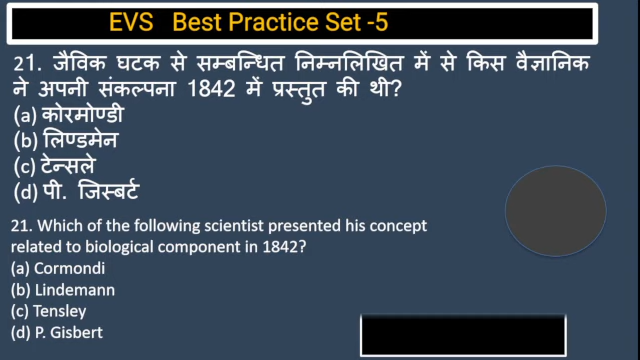 EVS Best Practice Set -5
21. जैविक घटक से सम्बन्धित निम्नलिखित में से किस वैज्ञानिक
ने अपनी संकल्पना 1842 में प्रस्तुत की थी?
(a) कोरमोण्डी
(b) लिण्डमेन
(c) टेन्सले
(d) पी. जिस्बर्ट
21. Which of the following scientist presented his concept
related to biological component in 1842?
(a) Cormondi
(b) Lindemann
(c) Tensley
(d) P. Gisbert